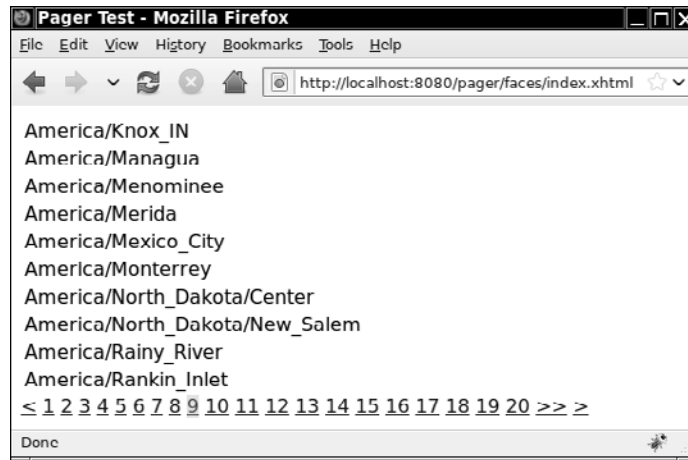 Pager Test - Mozilla Firefox
File Edit View History Bookmarks Tools Help
http://localhost:8080/pager/faces/index.xhtml
America/Knox_IN
America/Managua
America/Menominee
America/Merida
America/Mexico_City
America/Monterrey
America/North_Dakota/Center
America/North_Dakota/New_Salem
America/Rainy_River
America/Rankin_Inlet
< 1 2 3 4 5 6 7 8 9 10 11 12 13 14 15 16 17 18 19 20 >> >
Done